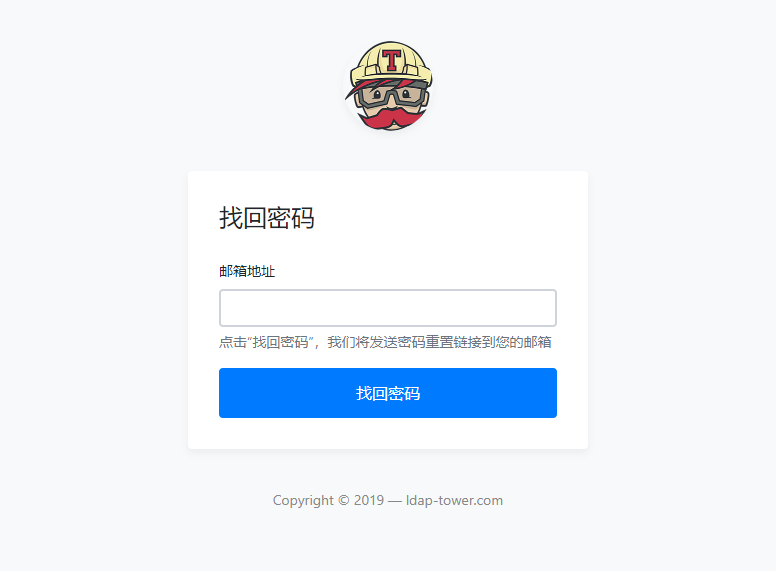 T
找回密码
邮箱地址
点击“找回密码”，我们将发送密码重置链接到您的邮箱
找回密码
Copyright © 2019 — ldap-tower.com